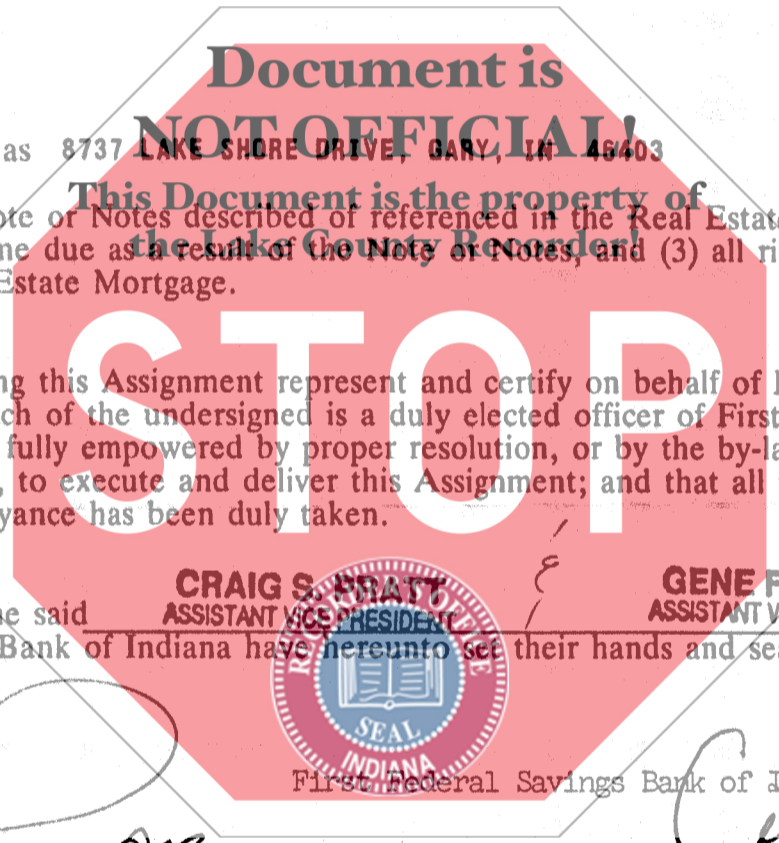 Document is
NOT OFFICIAL!
as 8737 LAKE SHORE DRIVE, GARY, IN 46403
This Document is the property of
ote or Notes described of referenced in the Real Estate
the Lake County Recorder!
me due as a result of the Note or Notes, and (3) all ri
Estate Mortgage.
STOP
ng this Assignment represent and certify on behalf of
ch of the undersigned is a duly elected officer of First
fully empowered by proper resolution, or by the by-la
, to execute and deliver this Assignment; and that all
yance has been duly taken.
CRAIG S. PRATT GENE
he said ASSISTANT VICE PRESIDENT ASSISTANT V
Bank of Indiana have hereunto set their hands and sea
RECORDER'S OFFICE
SEAL
INDIANA
First Federal Savings Bank of I